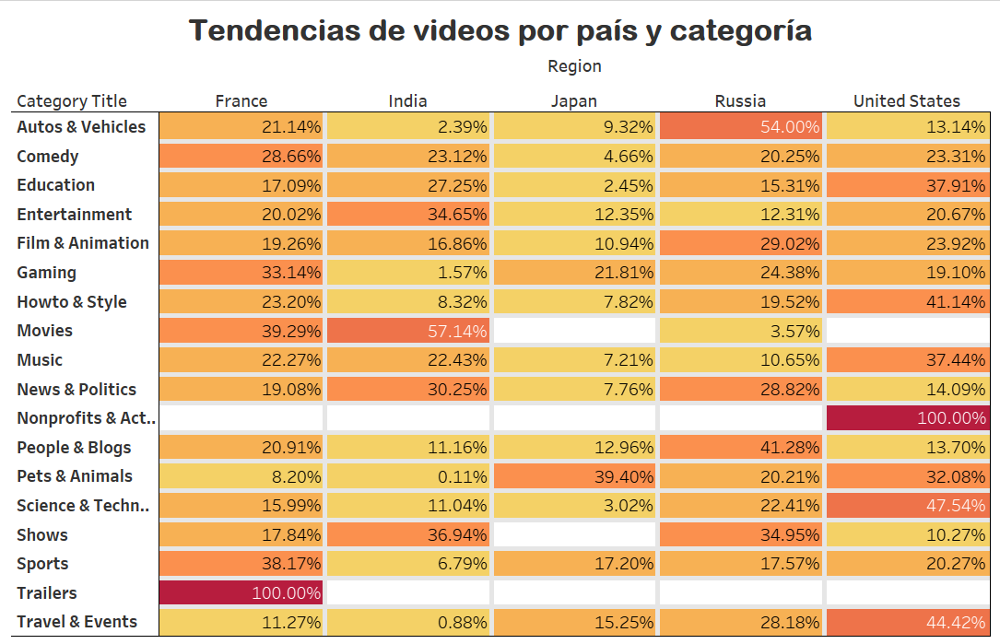 Tendencias de videos por país y categoría
Region
Category Title France India Japan Russia United States
Autos & Vehicles 21.14% 2.39% 9.32% 54.00% 13.14%
Comedy 28.66% 23.12% 4.66% 20.25% 23.31%
Education 17.09% 27.25% 2.45% 15.31% 37.91%
Entertainment 20.02% 34.65% 12.35% 12.31% 20.67%
Film & Animation 19.26% 16.86% 10.94% 29.02% 23.92%
Gaming 33.14% 1.57% 21.81% 24.38% 19.10%
Howto & Style 23.20% 8.32% 7.82% 19.52% 41.14%
Movies 39.29% 57.14% 3.57%
Music 22.27% 22.43% 7.21% 10.65% 37.44%
News & Politics 19.08% 30.25% 7.76% 28.82% 14.09%
Nonprofits & Act.. 100.00%
People & Blogs 20.91% 11.16% 12.96% 41.28% 13.70%
Pets & Animals 8.20% 0.11% 39.40% 20.21% 32.08%
Science & Techn.. 15.99% 11.04% 3.02% 22.41% 47.54%
Shows 17.84% 36.94% 34.95% 10.27%
Sports 38.17% 6.79% 17.20% 17.57% 20.27%
Trailers 100.00%
Travel & Events 11.27% 0.88% 15.25% 28.18% 44.42%